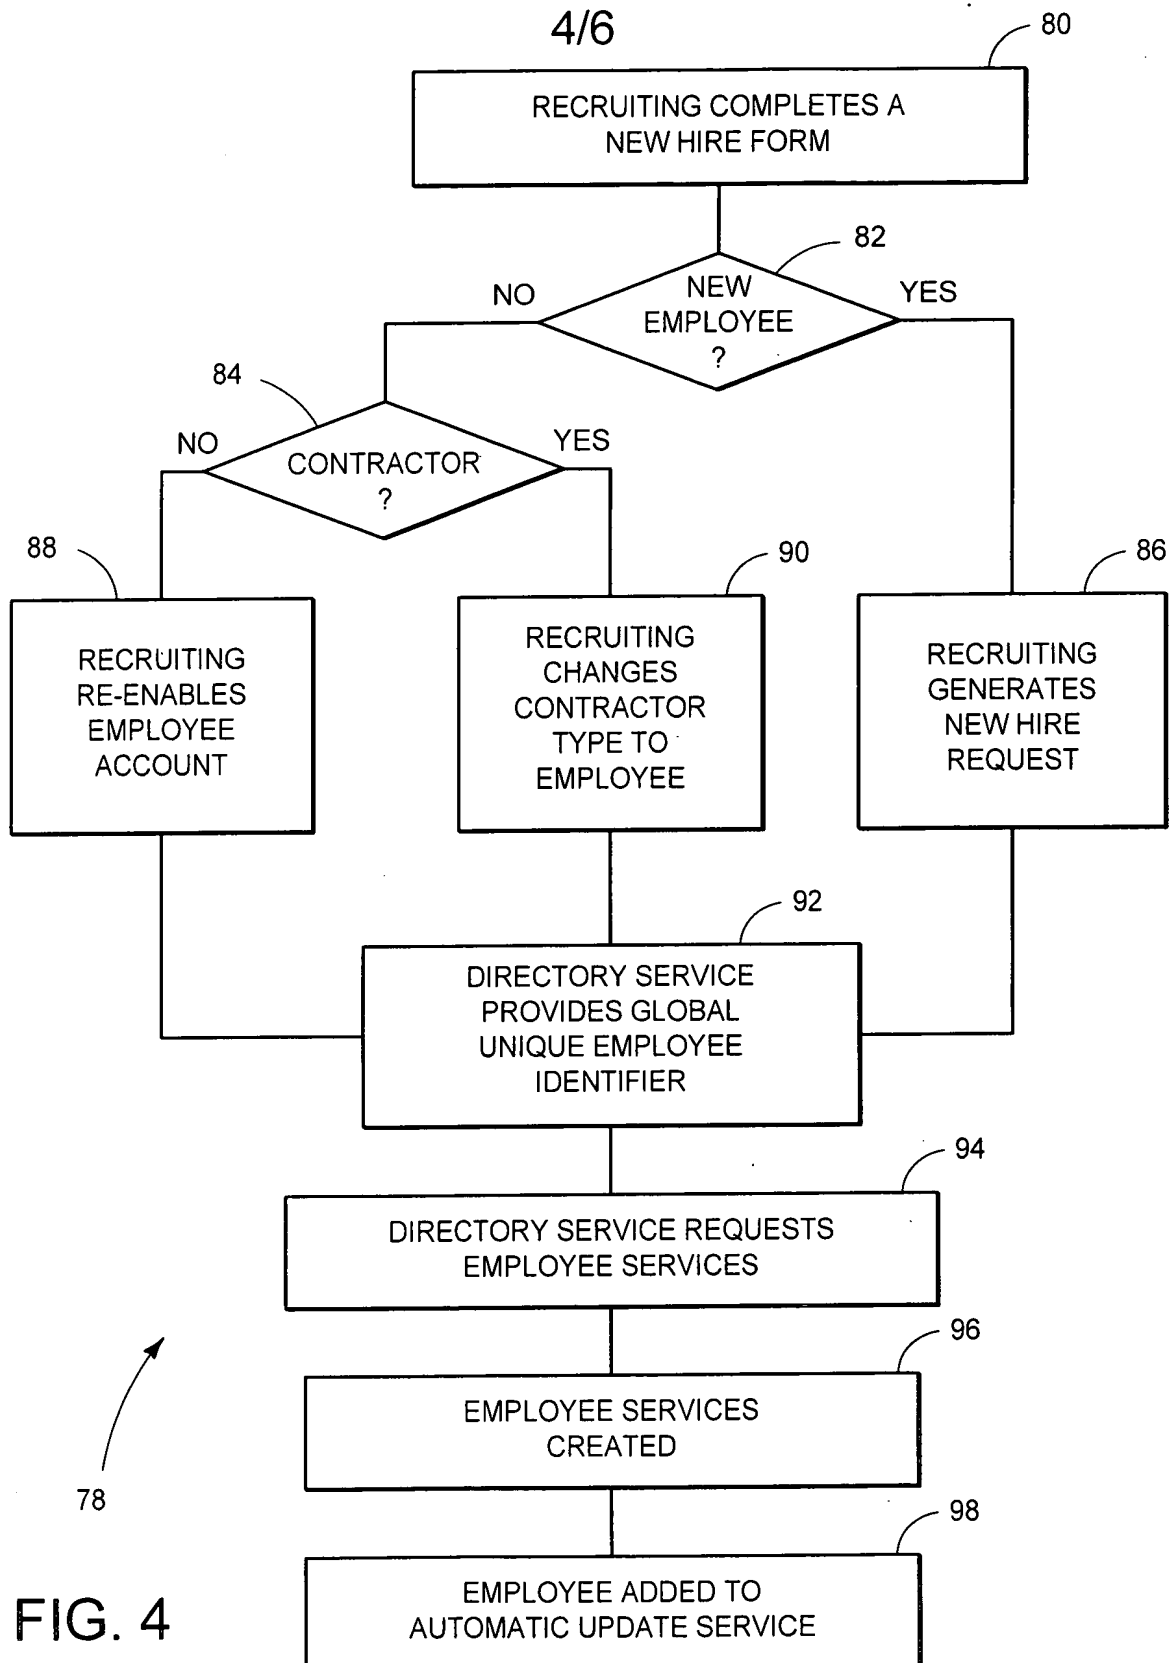 4/6
80
RECRUITING COMPLETES A
NEW HIRE FORM
82
NO
NEW
EMPLOYEE
?
YES
84
NO
CONTRACTOR
?
YES
88
90
86
RECRUITING
RE-ENABLES
EMPLOYEE
ACCOUNT
RECRUITING
CHANGES
CONTRACTOR
TYPE TO
EMPLOYEE
RECRUITING
GENERATES
NEW HIRE
REQUEST
92
DIRECTORY SERVICE
PROVIDES GLOBAL
UNIQUE EMPLOYEE
IDENTIFIER
94
DIRECTORY SERVICE REQUESTS
EMPLOYEE SERVICES
96
EMPLOYEE SERVICES
CREATED
78
98
EMPLOYEE ADDED TO
AUTOMATIC UPDATE SERVICE
FIG. 4